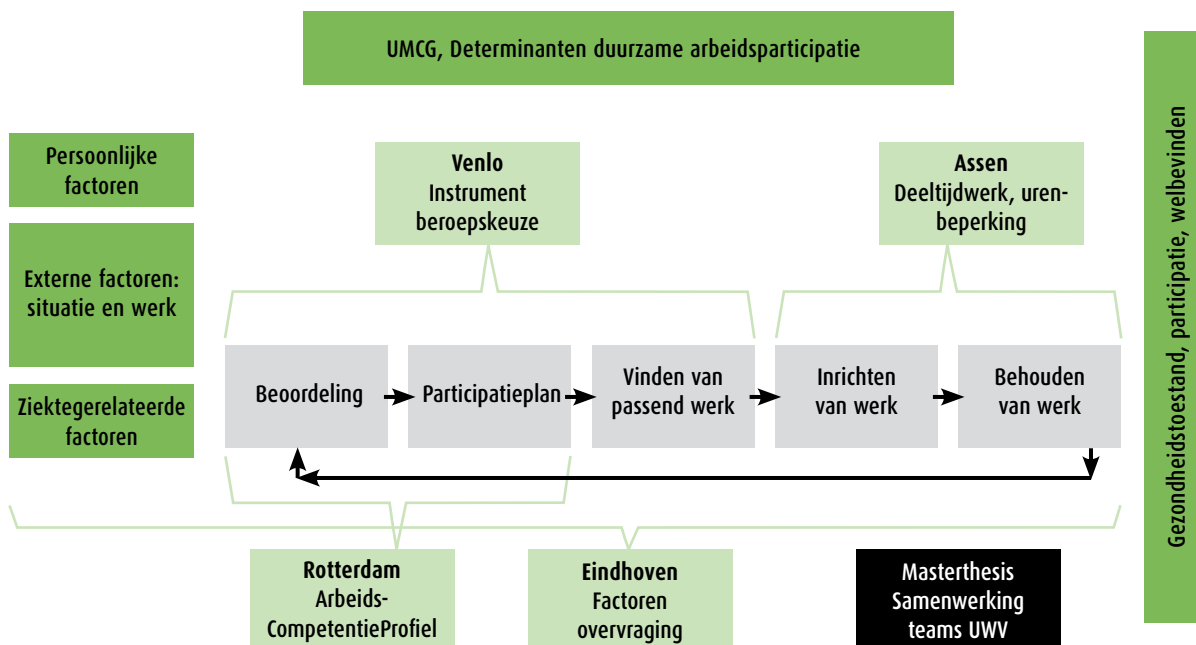 UMCG, Determinanten duurzame arbeidsparticipatie
Persoonlijke
factoren
Externe factoren:
situatie en werk
Ziektegerelateerde
factoren
Venlo
Instrument
beroepskeuze
Assen
Deeltijdwerk, uren-
beperking
Beoordeling
Participatieplan
Vinden van
passend werk
Inrichten
van werk
Behouden
van werk
Rotterdam
Arbeids-
CompetentieProfiel
Eindhoven
Factoren
overvraging
Masterthesis
Samenwerking
teams UWV
Gezondheidstoestand, participatie, welbevinden